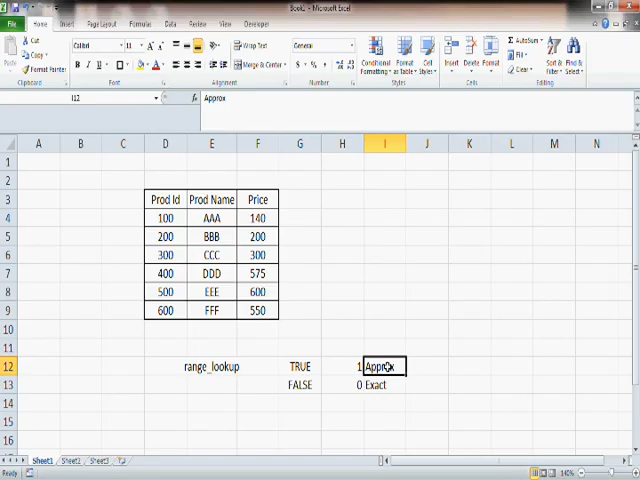 Book1 - Microsoft Excel
File Home Insert Page Layout Formulas Data Review View Developer
Cut
Copy
Format Painter
Paste
Clipboard
Calibri 11
B I U
Font
Wrap Text
Merge & Center
Alignment
General
$ % ,
Number
Conditional Formatting
Format as Table
Cell Styles
Styles
Insert Delete Format
Cells
AutoSum
Fill
Clear
Sort & Filter
Find & Select
Editing
I12 fx Approx
A B C D E F G H I J K L M N
1
2
3 Prod Id Prod Name Price
4 100 AAA 140
5 200 BBB 200
6 300 CCC 300
7 400 DDD 575
8 500 EEE 600
9 600 FFF 550
10
11
12 range_lookup TRUE 1 Approx
13 FALSE 0 Exact
14
15
16
Sheet1 Sheet2 Sheet3
Ready 140%